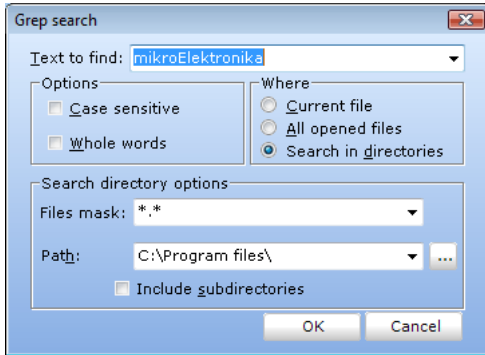 Grep search
Text to find: mikroElektronika
Options
Case sensitive
Whole words
Where
Current file
All opened files
Search in directories
Search directory options
Files mask: *.*
Path: C:\Program files\ ...
Include subdirectories
OK Cancel